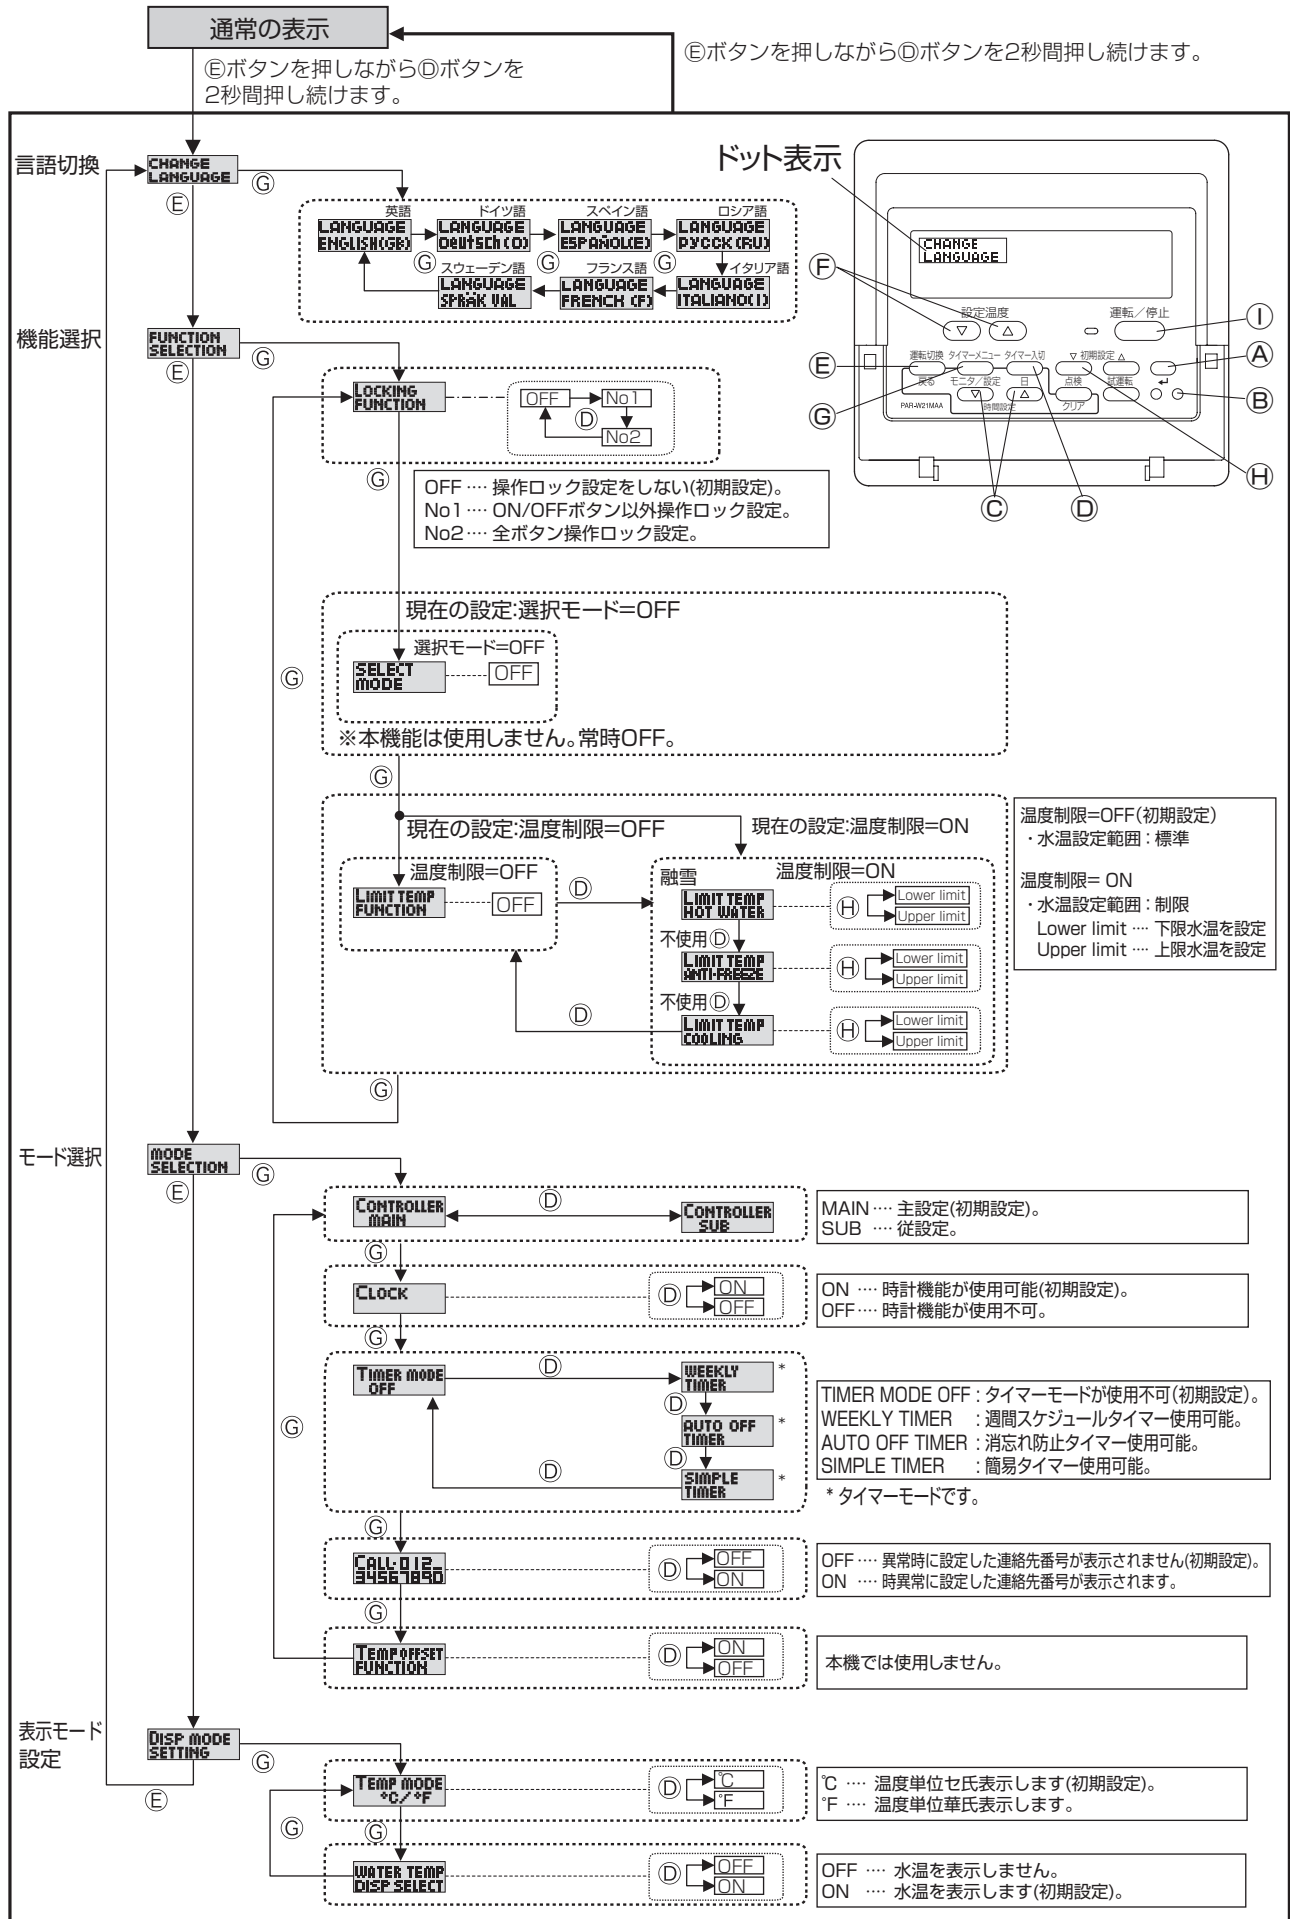 通常の表示
ⒺボタンをBしながらⒹボタンを
2秒間押し続けます。
Ⓔボタンを押しながらⒹボタンを2秒間押し続けます。
言語切換
CHANGE
LANGUAGE
Ⓖ
Ⓔ
英語
ドイツ語
スペイン語
ロシア語
LANGUAGE
ENGLISH(GB)
LANGUAGE
Deutsch(D)
LANGUAGE
ESPAÑOL(E)
LANGUAGE
РУССК(RU)
Ⓖ
Ⓖ
Ⓖ
スウェーデン語
フランス語
イタリア語
LANGUAGE
SPRÄK VAL
LANGUAGE
FRENCH (F)
LANGUAGE
ITALIANO(I)
ドット表示
CHANGE
LANGUAGE
設定温度
▽ △
運転/停止
運転切換 タイマーメニュー タイマー入切
▽ 初期設定 △
戻る モニタ/設定 日
点検 試運転
▽ △
PAR-W21MAA
時間設定
クリア
Ⓕ
Ⓔ
Ⓖ
Ⓒ
Ⓓ
Ⓘ
Ⓐ
Ⓑ
Ⓗ
機能選択
FUNCTION
SELECTION
Ⓖ
Ⓔ
LOCKING
FUNCTION
OFF
No1
Ⓓ
No2
Ⓖ
OFF ‥‥ 操作ロック設定をしない(初期設定)。
No1 ‥‥ ON/OFFボタン以外操作ロック設定。
No2 ‥‥ 全ボタン操作ロック設定。
現在の設定:選択モード=OFF
選択モード=OFF
SELECT
MODE
OFF
※本機能は使用しません。常時OFF。
Ⓖ
Ⓖ
現在の設定:温度制限=OFF
現在の設定:温度制限=ON
温度制限=OFF
LIMIT TEMP
FUNCTION
OFF
Ⓓ
融雪
温度制限=ON
LIMIT TEMP
HOT WATER
Ⓗ
Lower limit
Upper limit
不使用Ⓓ
LIMIT TEMP
ANTI-FREEZE
Ⓗ
Lower limit
Upper limit
不使用Ⓓ
LIMIT TEMP
COOLING
Ⓗ
Lower limit
Upper limit
Ⓓ
Ⓖ
温度制限=OFF(初期設定)
・水温設定範囲:標準
温度制限= ON
・水温設定範囲:制限
Lower limit ‥‥ 下限水温を設定
Upper limit ‥‥ 上限水温を設定
モード選択
MODE
SELECTION
Ⓖ
Ⓔ
CONTROLLER
MAIN
Ⓓ
CONTROLLER
SUB
MAIN ‥‥ 主設定(初期設定)。
SUB ‥‥ 従設定。
Ⓖ
CLOCK
Ⓓ
ON
OFF
ON ‥‥ 時計機能が使用可能(初期設定)。
OFF ‥‥ 時計機能が使用不可。
Ⓖ
TIMER MODE
OFF
Ⓓ
WEEKLY
TIMER
*
Ⓓ
AUTO OFF
TIMER
*
Ⓓ
SIMPLE
TIMER
*
Ⓓ
Ⓖ
TIMER MODE OFF : タイマーモードが使用不可(初期設定)。
WEEKLY TIMER : 週間スケジュールタイマー使用可能。
AUTO OFF TIMER : 消忘れ防止タイマー使用可能。
SIMPLE TIMER : 簡易タイマー使用可能。
* タイマーモードです。
Ⓖ
CALL-012_
3456789D
Ⓓ
OFF
ON
OFF ‥‥ 異常時に設定した連絡先番号が表示されません(初期設定)。
ON ‥‥ 時異常に設定した連絡先番号が表示されます。
Ⓖ
TEMP OFFSET
FUNCTION
Ⓓ
ON
OFF
本機では使用しません。
表示モード
設定
DISP MODE
SETTING
Ⓖ
Ⓔ
TEMP MODE
°C/°F
Ⓓ
℃
°F
℃ ‥‥ 温度単位セ氏表示します(初期設定)。
°F ‥‥ 温度単位華氏表示します。
Ⓖ
Ⓖ
WATER TEMP
DISP SELECT
Ⓓ
OFF
ON
OFF ‥‥ 水温を表示しません。
ON ‥‥ 水温を表示します(初期設定)。